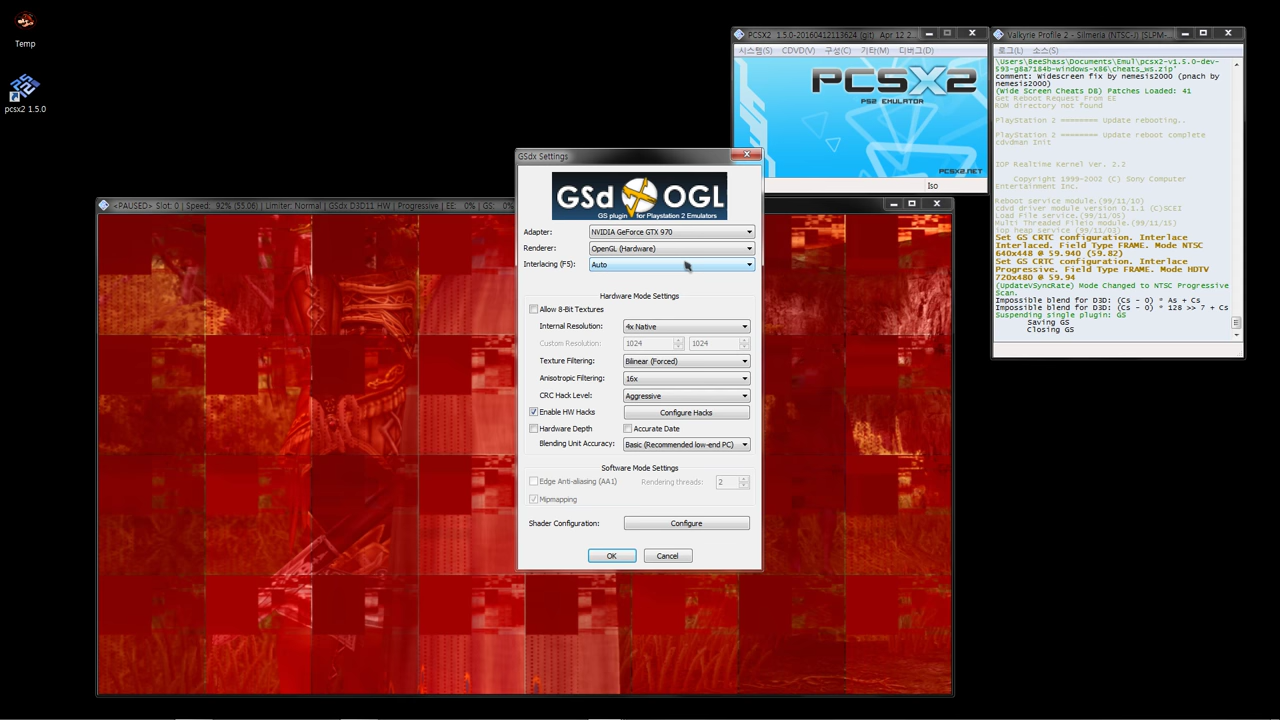 Temp
pcsx2 1.5.0
PCSX2 1.5.0-20160412113624 (git) Apr 12 2...
시스템(S) CDVD(V) 구성(C) 기타(M) 디버그(D)
PCSX2
PS2 EMULATOR
PCSX2.NET
Iso
Valkyrie Profile 2 - Silmeria (NTSC-J) [SLPM-
로그(L) 소스(S)
\Users\BeeShass\Documents\Emul\pcsx2-v1.5.0-dev-
593-g8a7184b-windows-x86\cheats_ws.zip'
comment: Widescreen fix by nemesis2000 (pnach by
nemesis2000)
(Wide Screen Cheats DB) Patches Loaded: 41
Get Reboot Request From EE
ROM directory not found
PlayStation 2 ======== Update rebooting..
PlayStation 2 ======== Update reboot complete
cdvdman Init
IOP Realtime Kernel Ver. 2.2
Copyright 1999-2002 (C) Sony Computer
Entertainment Inc.
Reboot service module.(99/11/10)
cdvd driver module version 0.1.1 (C)SCEI
Load File service.(99/11/05)
Multi Threaded Fileio module.(99/11/15)
iop heap service (99/11/03)
Set GS CRTC configuration. Interlace
Interlaced. Field Type FRAME. Mode NTSC
640x448 @ 59.940 (59.82)
Set GS CRTC configuration. Interlace
Progressive. Field Type FRAME. Mode HDTV
720x480 @ 59.94
(UpdateVSyncRate) Mode Changed to NTSC Progressive
Scan.
Impossible blend for D3D: (Cs - 0) * As + Cs
Impossible blend for D3D: (Cs - 0) * 128 >> 7 + Cs
Suspending single plugin: GS
Saving GS
Closing GS
<PAUSED> Slot: 0 | Speed: 92% (55.06) | Limiter: Normal | GSdx D3D11 HW | Progressive | EE: 0% | GS: 0%
GSdx Settings
GSd OGL
GS plugin for Playstation 2 Emulators
Adapter: NVIDIA GeForce GTX 970
Renderer: OpenGL (Hardware)
Interlacing (F5): Auto
Hardware Mode Settings
Allow 8-Bit Textures
Internal Resolution: 4x Native
Custom Resolution: 1024 1024
Texture Filtering: Bilinear (Forced)
Anisotropic Filtering: 16x
CRC Hack Level: Aggressive
Enable HW Hacks Configure Hacks
Hardware Depth Accurate Date
Blending Unit Accuracy: Basic (Recommended low-end PC)
Software Mode Settings
Edge Anti-aliasing (AA1) Rendering threads: 2
Mipmapping
Shader Configuration: Configure
OK Cancel